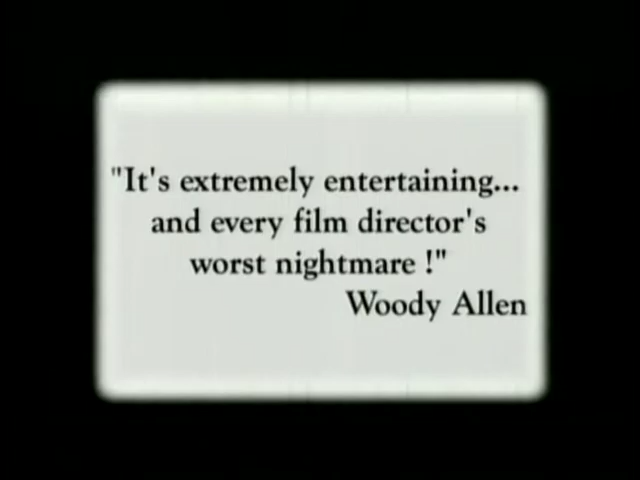 "It's extremely entertaining...
and every film director's
worst nightmare !"
Woody Allen